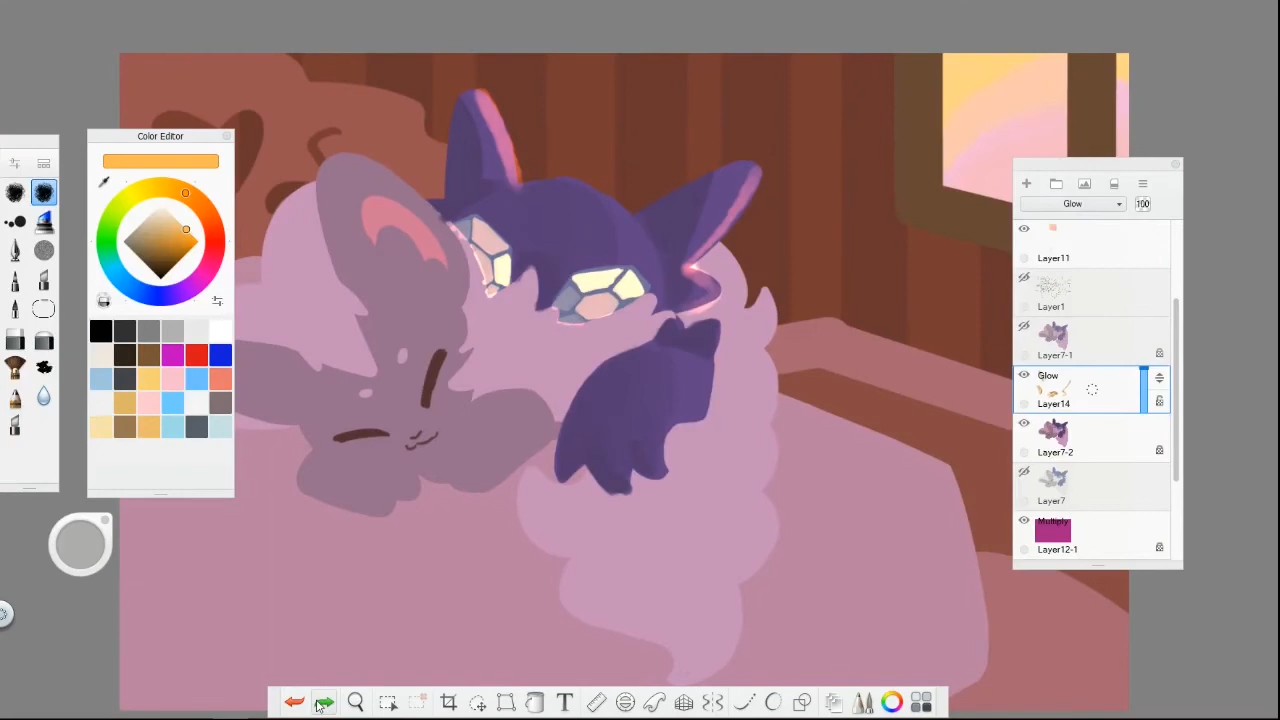 Color Editor
Glow
100
Layer11
Layer1
Layer7-1
Glow
Layer14
Layer7-2
Layer7
Multiply
Layer12-1
T